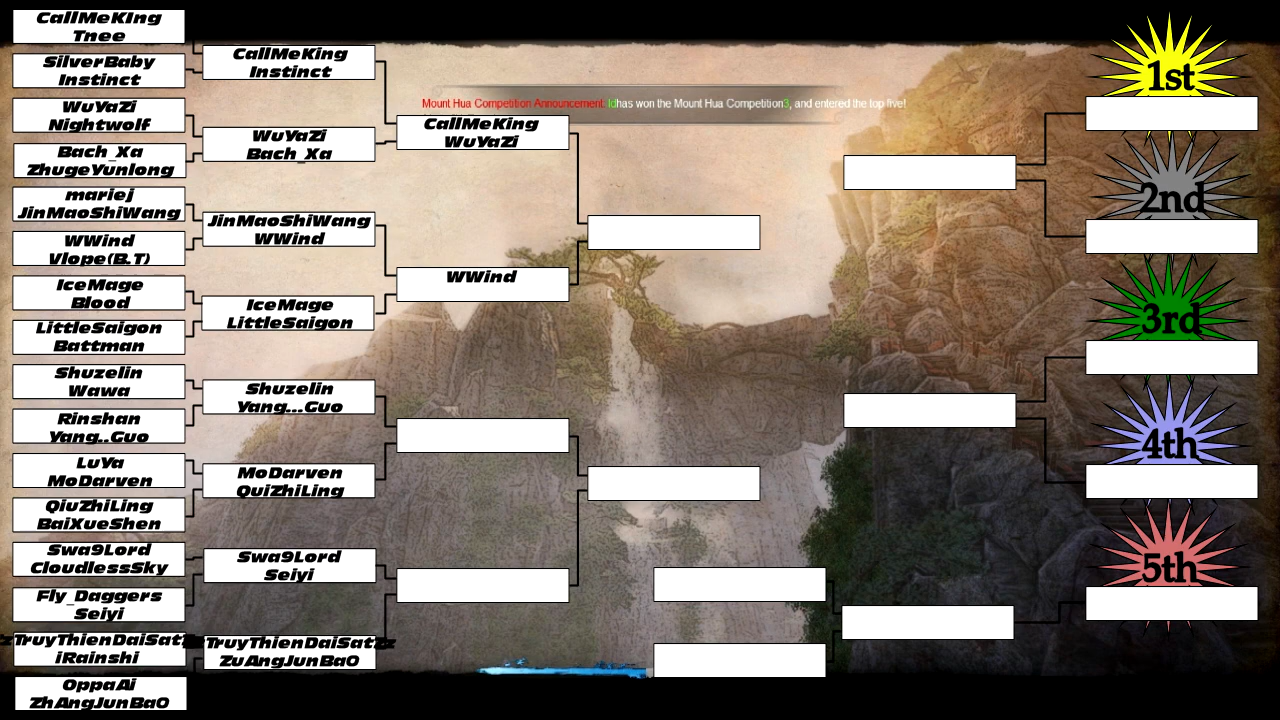 CallMeKIng
Tnee
SilverBaby
Instinct
WuYaZi
Nightwolf
Bach_Xa
ZhugeYunlong
mariej
JinMaoShiWang
WWind
Vlope(B.T)
IceMage
Blood
LittleSaigon
Battman
Shuzelin
Wawa
Rinshan
Yang..Guo
LuYa
MoDarven
QiuZhiLing
BaiXueShen
Swa9Lord
CloudlessSky
Fly_Daggers
Seiyi
TruyThienDaiSat
iRainshi
OppaAi
ZhAngJunBaO
CallMeKing
Instinct
WuYaZi
Bach_Xa
JinMaoShiWang
WWind
IceMage
LittleSaigon
Shuzelin
Yang...Guo
MoDarven
QuiZhiLing
Swa9Lord
Seiyi
TruyThienDaiSatTz
ZuAngJunBaO
Mount Hua Competition Announcement: Idhas won the Mount Hua Competition3, and entered the top five!
CallMeKing
WuYaZi
WWind
1st
2nd
3rd
4th
5th